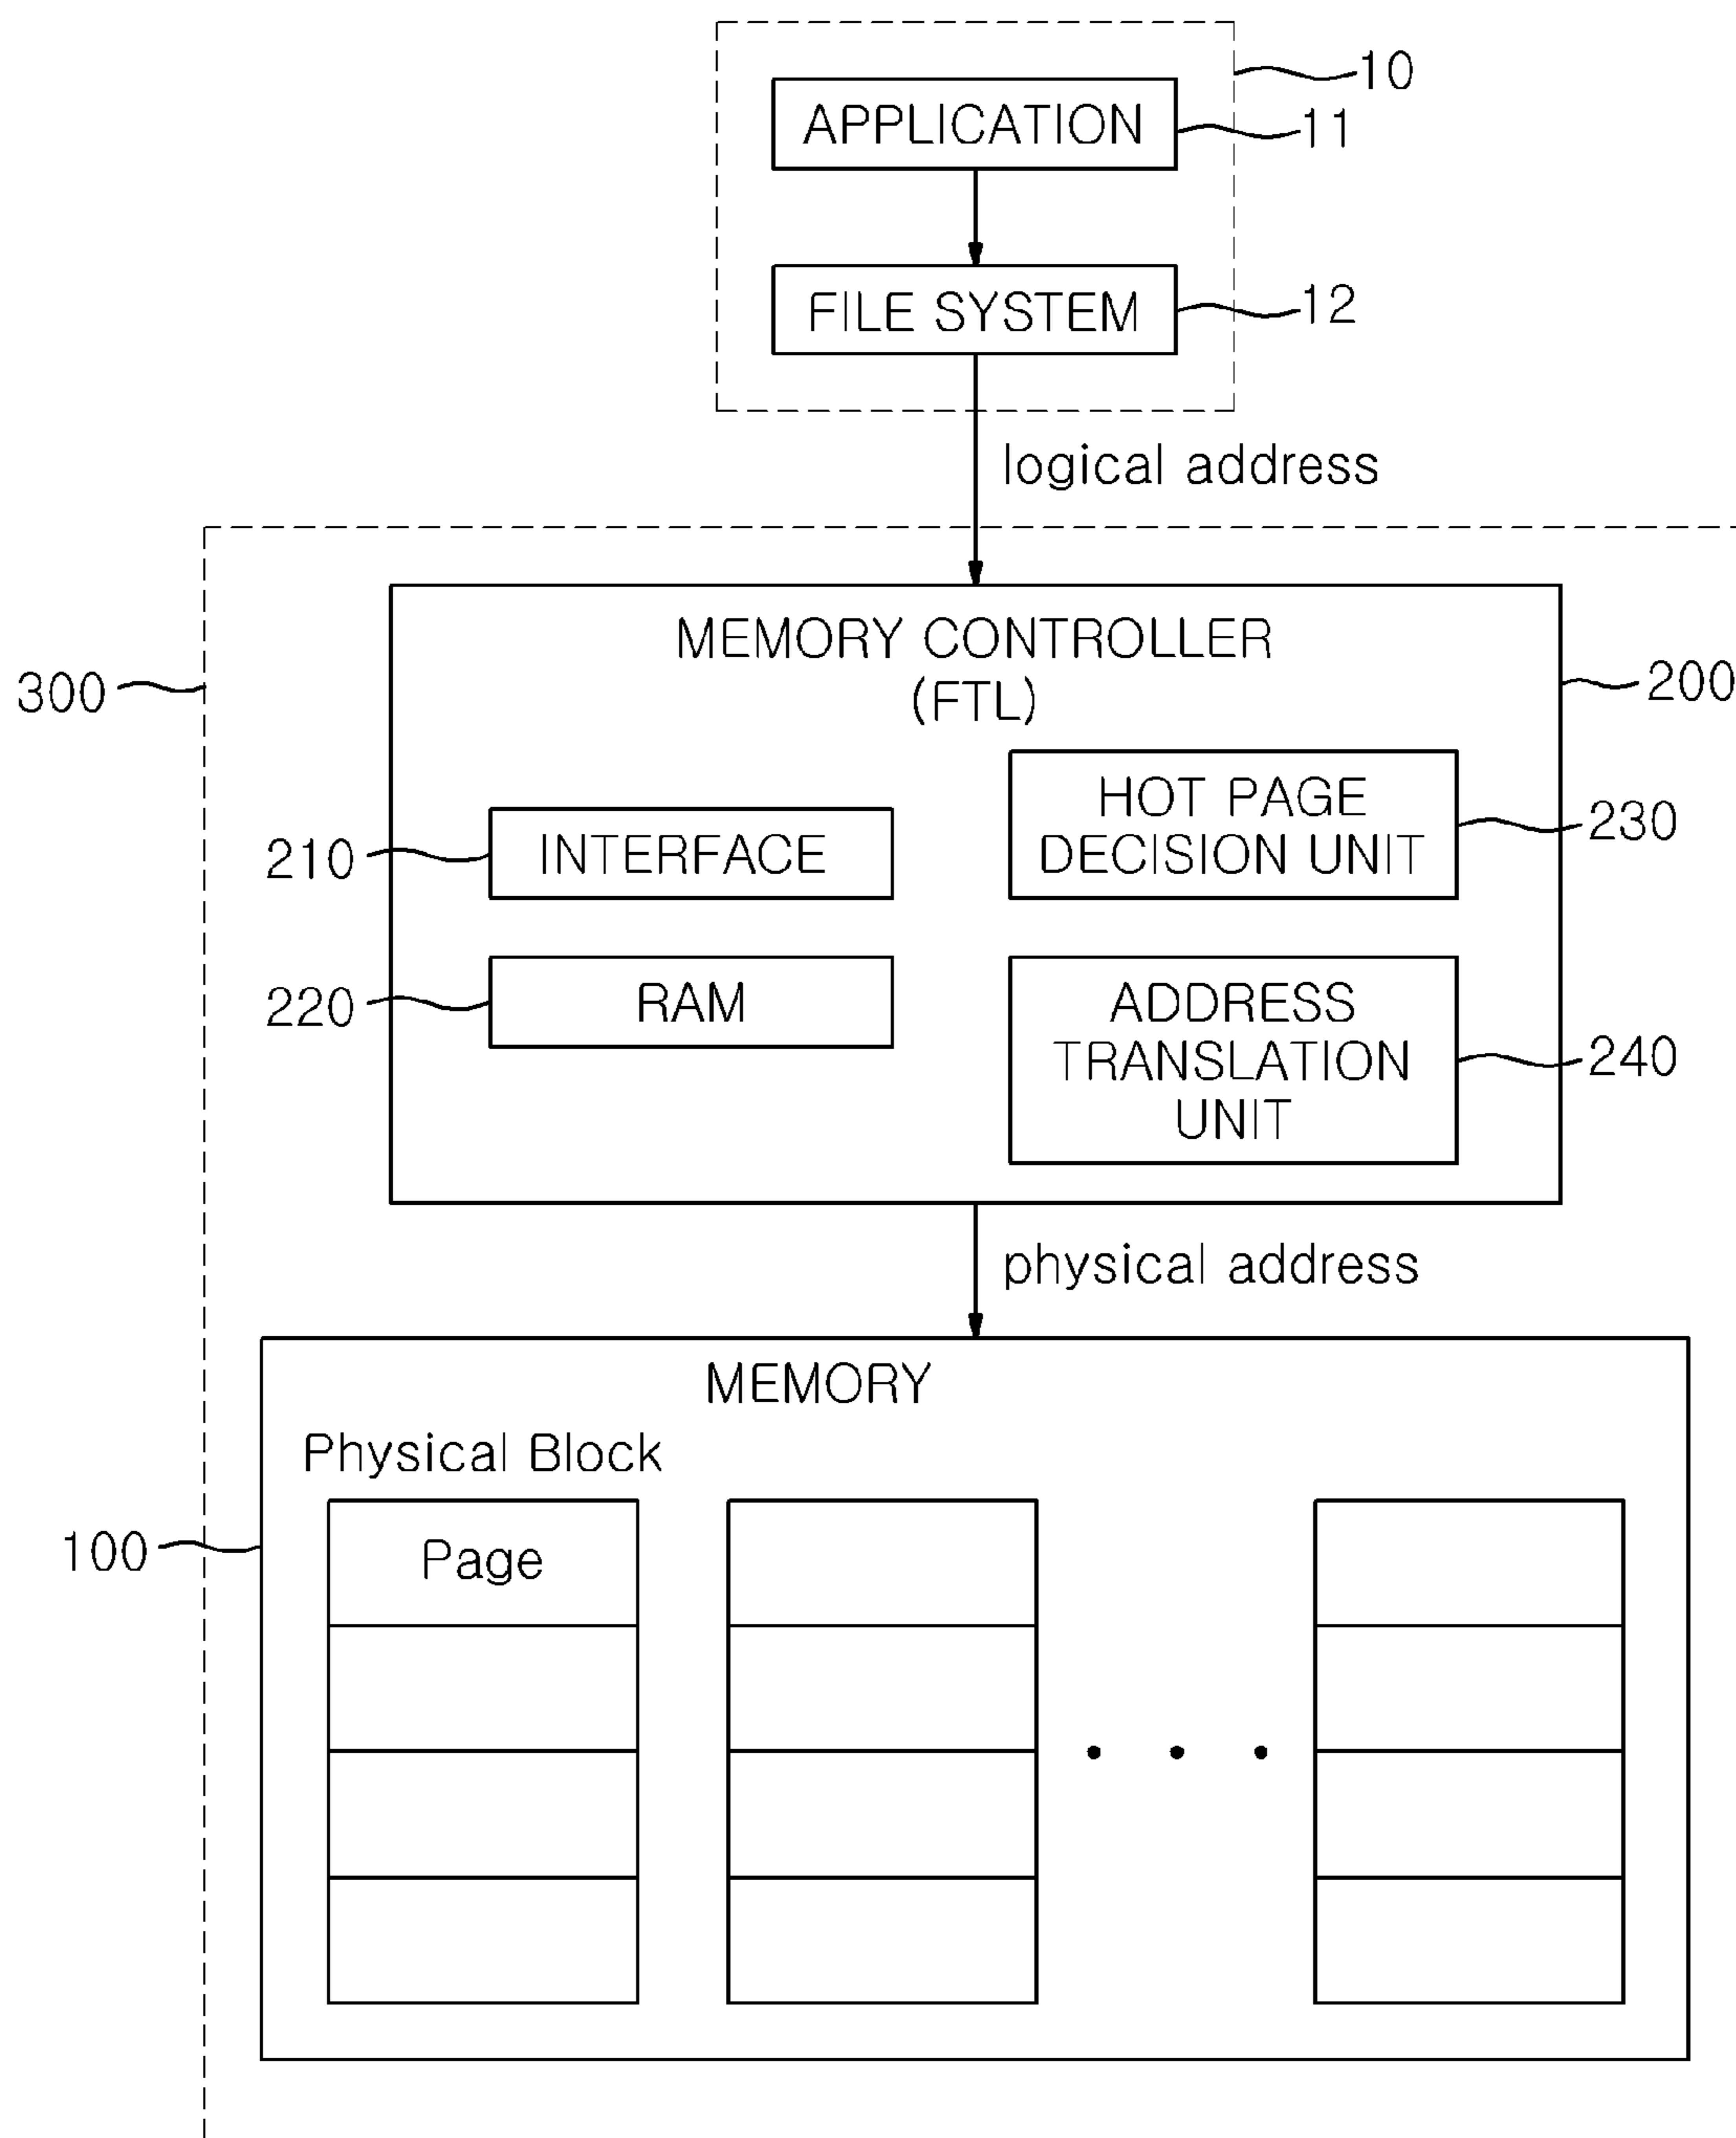 10
APPLICATION
11
FILE SYSTEM
12
logical address
MEMORY CONTROLLER
(FTL)
300
200
HOT PAGE
DECISION UNIT
230
210
INTERFACE
220
RAM
ADDRESS
TRANSLATION
UNIT
240
physical address
MEMORY
Physical Block
100
Page